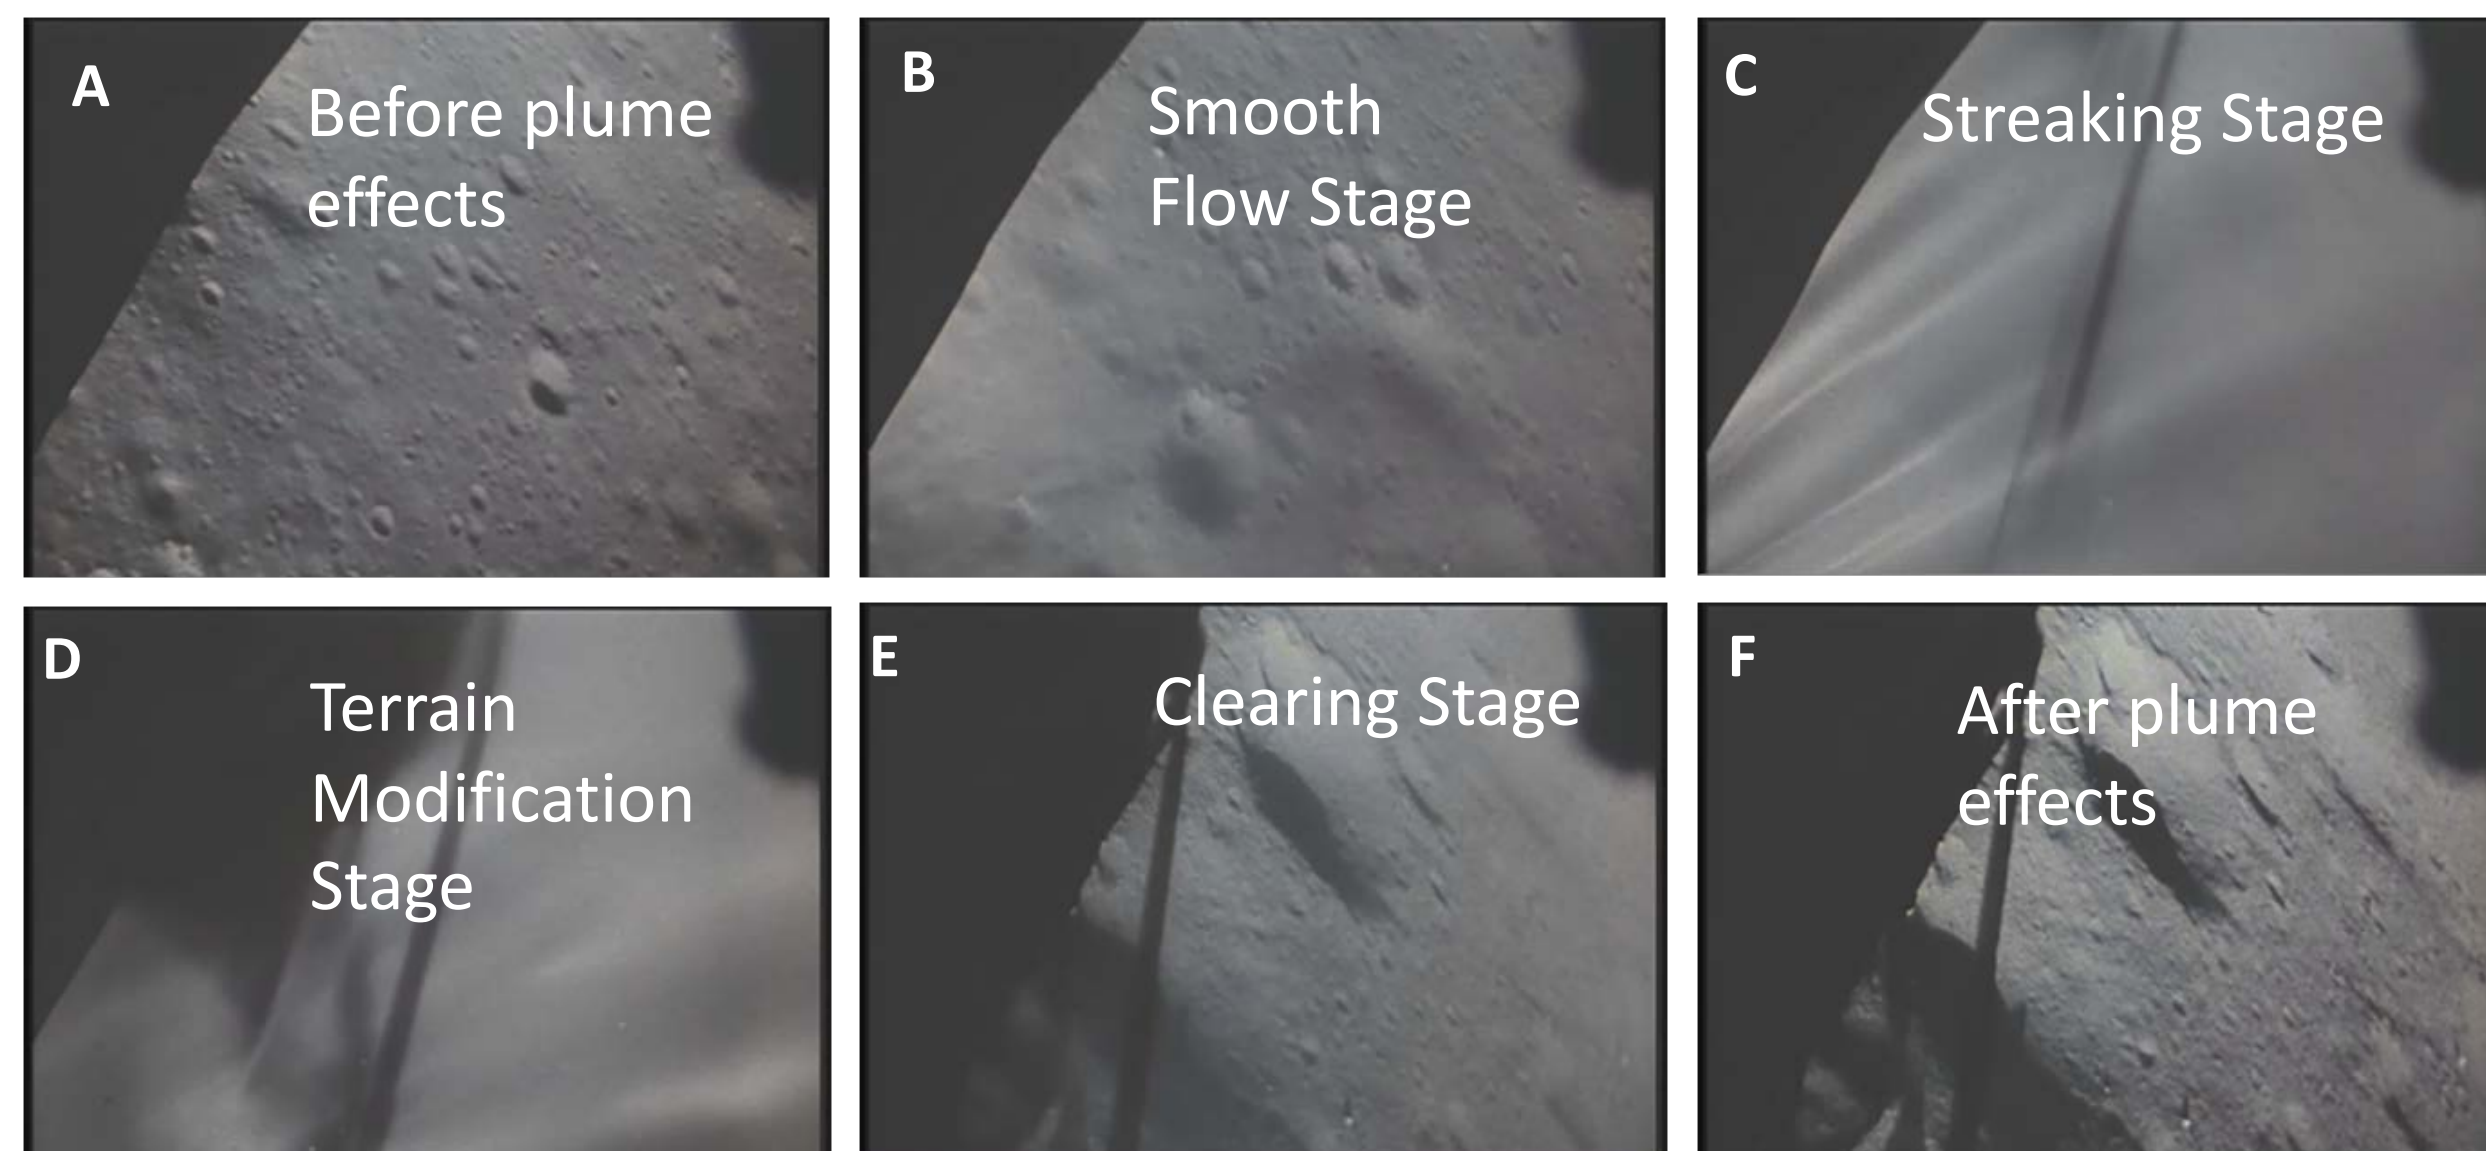 A
Before plume
effects
B
Smooth
Flow Stage
C
Streaking Stage
D
Terrain
Modification
Stage
E
Clearing Stage
F
After plume
effects